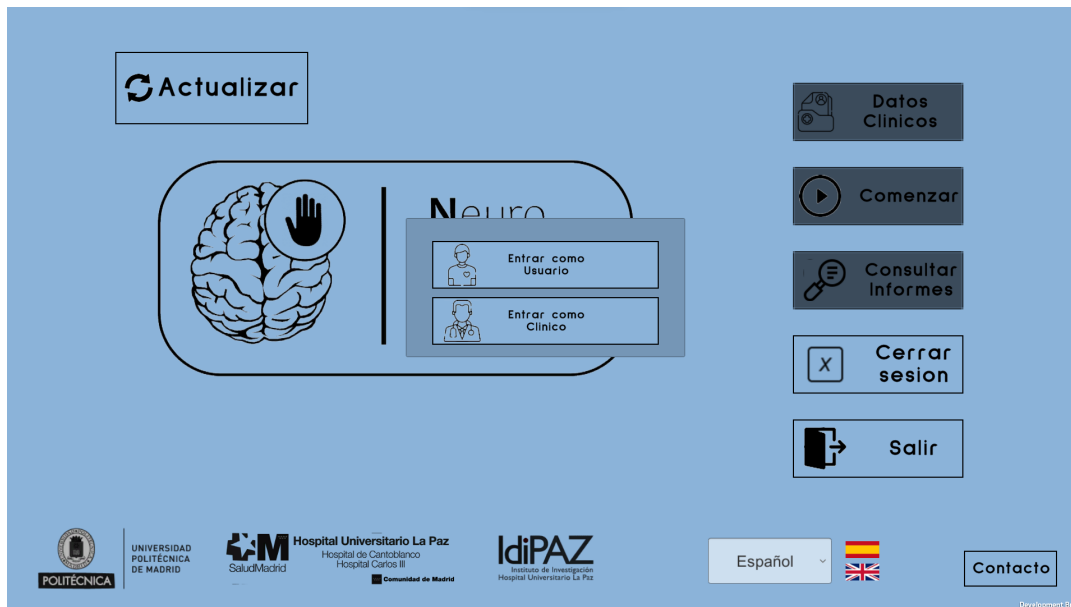 Actualizar
Datos
Clinicos
Comenzar
Neuro
Entrar como
Usuario
Consultar
Informes
Entrar como
Clinico
X
Cerrar
sesion
Salir
POLITÉCNICA
UNIVERSIDAD
POLITÉCNICA
DE MADRID
SaludMadrid
Hospital Universitario La Paz
Hospital de Cantoblanco
Hospital Carlos III
Comunidad de Madrid
IdiPAZ
Instituto de Investigación
Hospital Universitario La Paz
Español
Contacto
Development